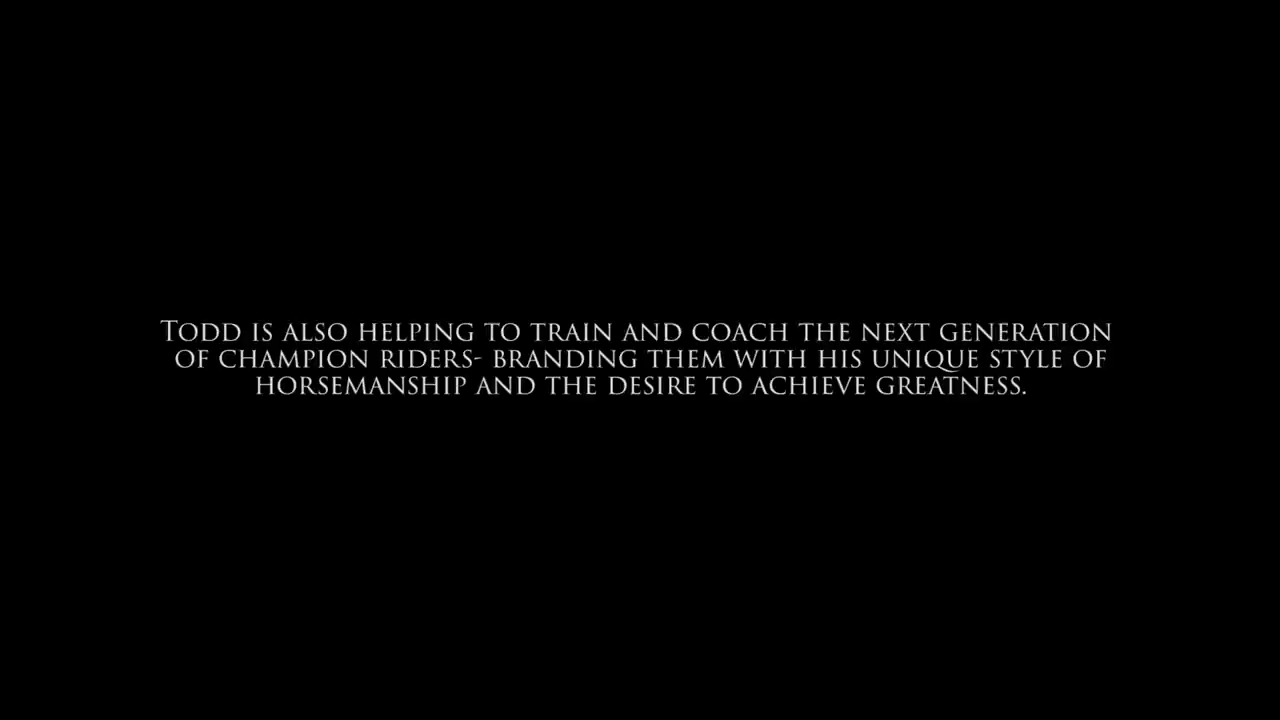 Todd is also helping to train and coach the next generation
of champion riders- branding them with his unique style of
horsemanship and the desire to achieve greatness.